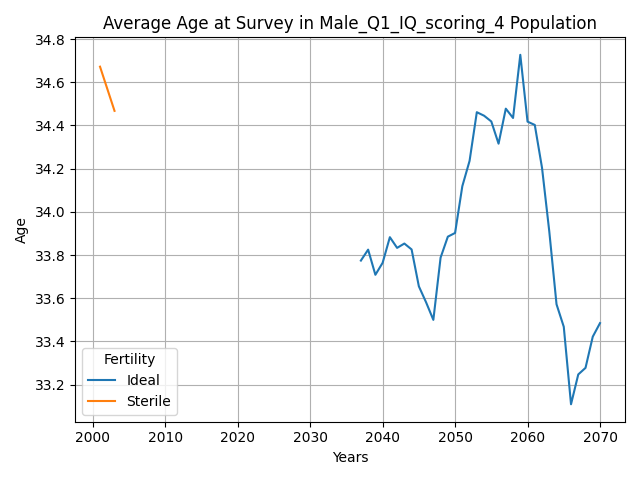 Average Age at Survey in Male_Q1_IQ_scoring_4 Population
34.8
34.6
34.4
34.2
34.0
33.8
33.6
33.4
33.2
Age
Fertility
Ideal
Sterile
2000 2010 2020 2030 2040 2050 2060 2070
Years